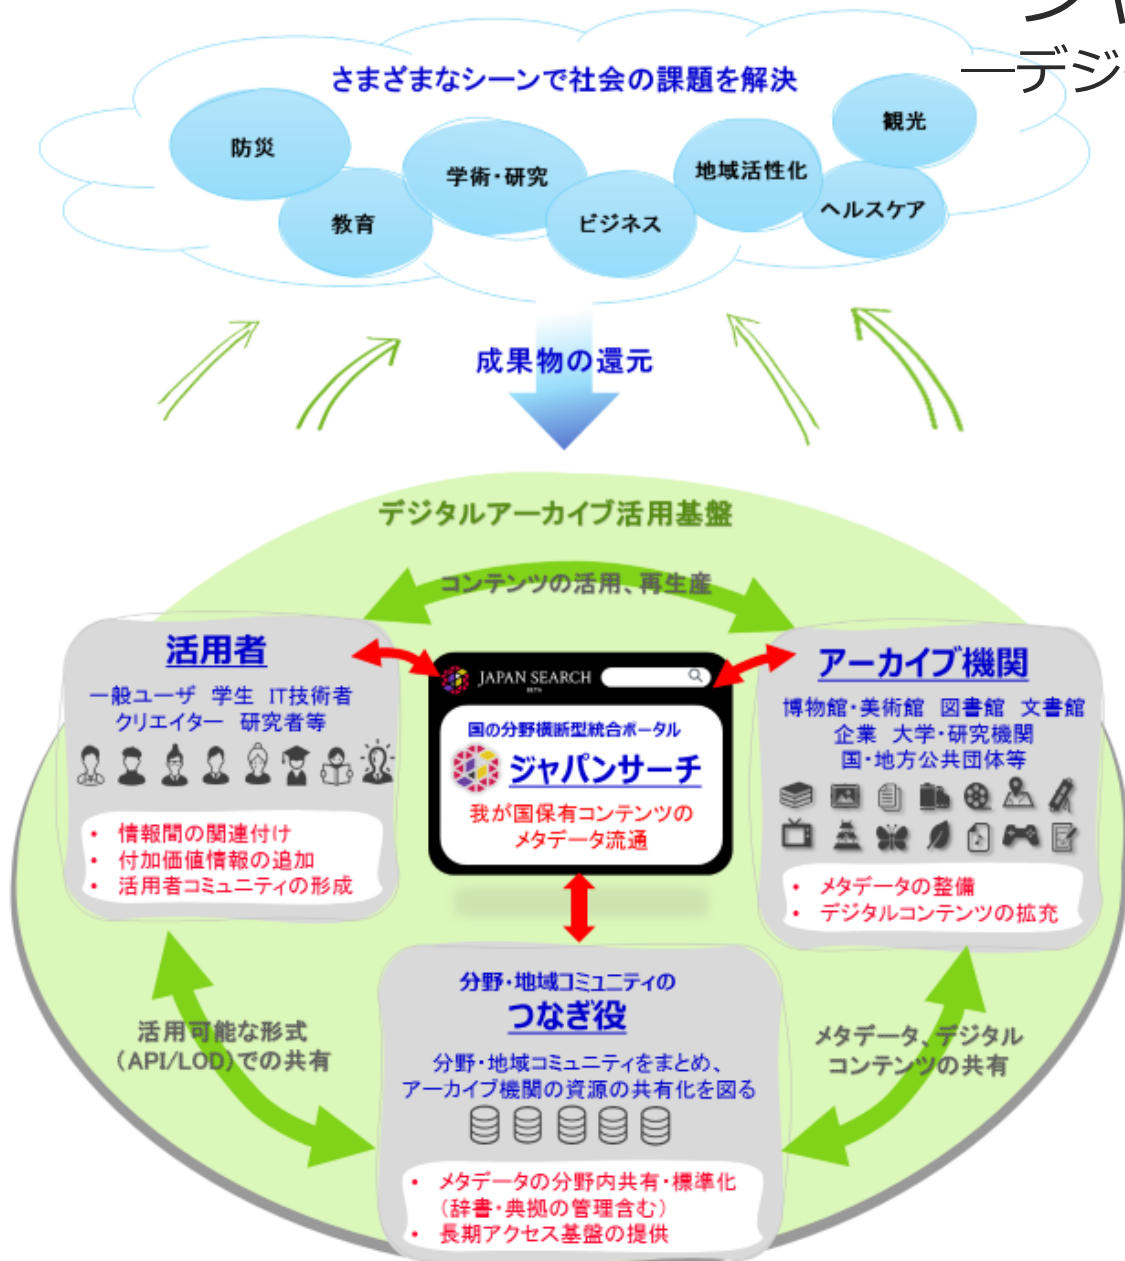 ―デジ
さまざまなシーンで社会の課題を解決
防災
教育
学術・研究
ビジネス
地域活性化
観光
ヘルスケア
成果物の還元
デジタルアーカイブ活用基盤
コンテンツの活用、再生産
活用者
一般ユーザ 学生 IT技術者
クリエイター 研究者等
・ 情報間の関連付け
・ 付加価値情報の追加
・ 活用者コミュニティの形成
JAPAN SEARCH
BETA
国の分野横断型統合ポータル
ジャパンサーチ
我が国保有コンテンツの
メタデータ流通
アーカイブ機関
博物館・美術館 図書館 文書館
企業 大学・研究機関
国・地方公共団体等
・ メタデータの整備
・ デジタルコンテンツの拡充
活用可能な形式
（API/LOD）での共有
メタデータ、デジタル
コンテンツの共有
分野・地域コミュニティの
つなぎ役
分野・地域コミュニティをまとめ、
アーカイブ機関の資源の共有化を図る
・ メタデータの分野内共有・標準化
（辞書・典拠の管理含む）
・ 長期アクセス基盤の提供